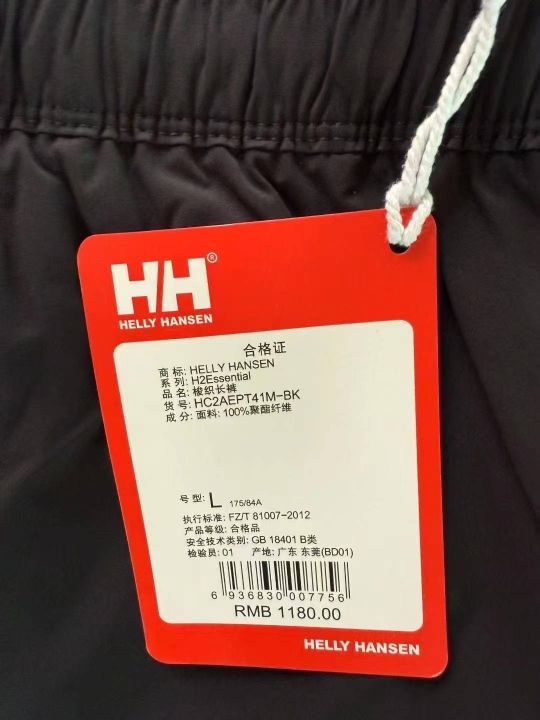 HH®
HELLY HANSEN
合格证
商 标: HELLY HANSEN
系 列: H2Essential
品 名: 梭织长裤
货 号: HC2AEPT41M-BK
成 分: 面料: 100%聚酯纤维
号 型: L 175/84A
执行标准: FZ/T 81007-2012
产品等级: 合格品
安全技术类别: GB 18401 B类
检验员: 01 产地: 广东 东莞(BD01)
6 936830 007756
RMB 1180.00
HELLY HANSEN